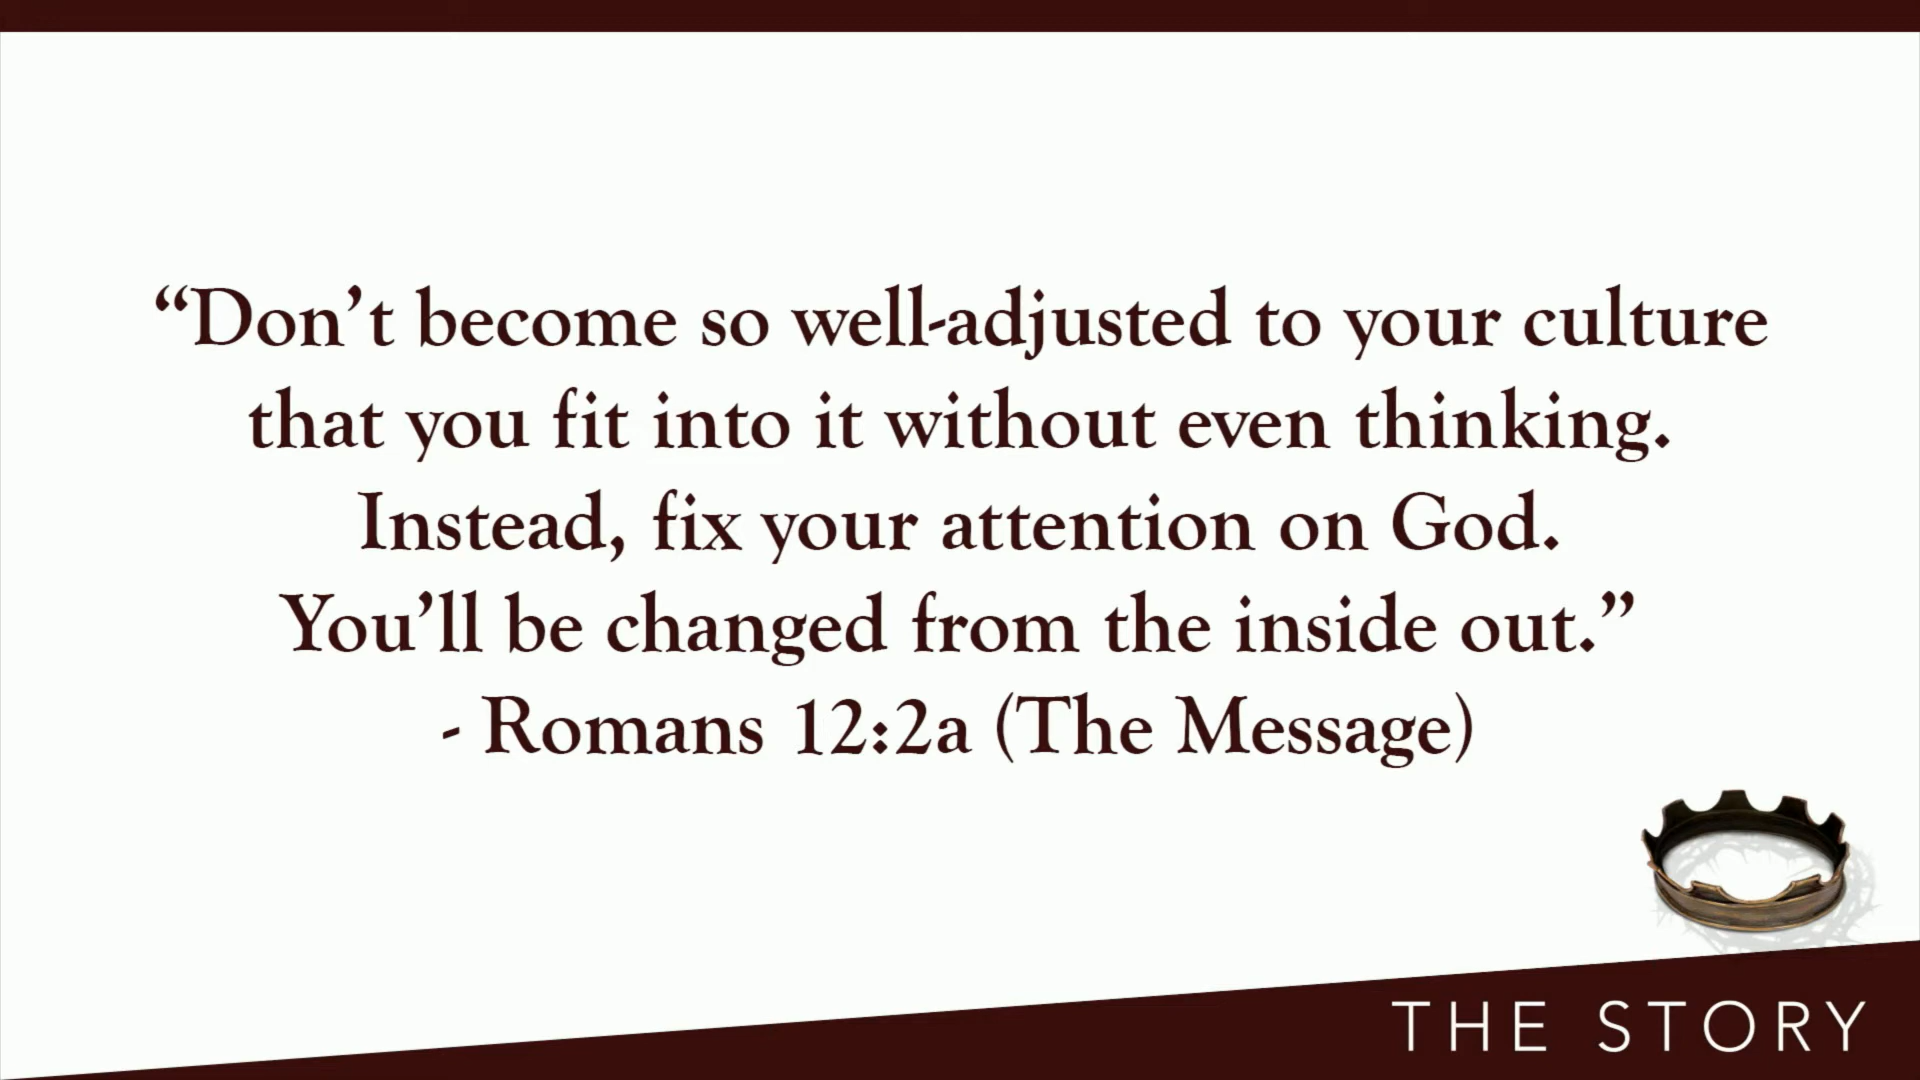 “Don’t become so well-adjusted to your culture
that you fit into it without even thinking.
Instead, fix your attention on God.
You’ll be changed from the inside out.”
- Romans 12:2a (The Message)
THE STORY